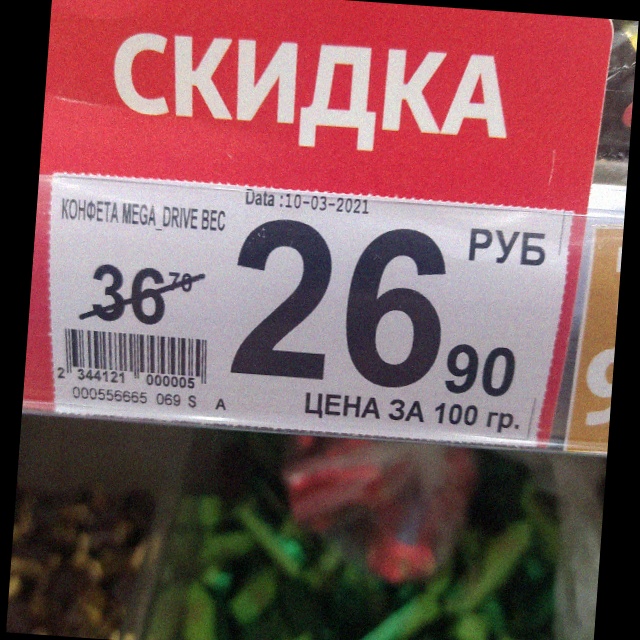 СКИДКА
Data :10-03-2021
КОНФЕТА MEGA_DRIVE ВЕС
36 70
26 90
РУБ
2 344121 000005
000556665 069 S A
ЦЕНА ЗА 100 гр.
9